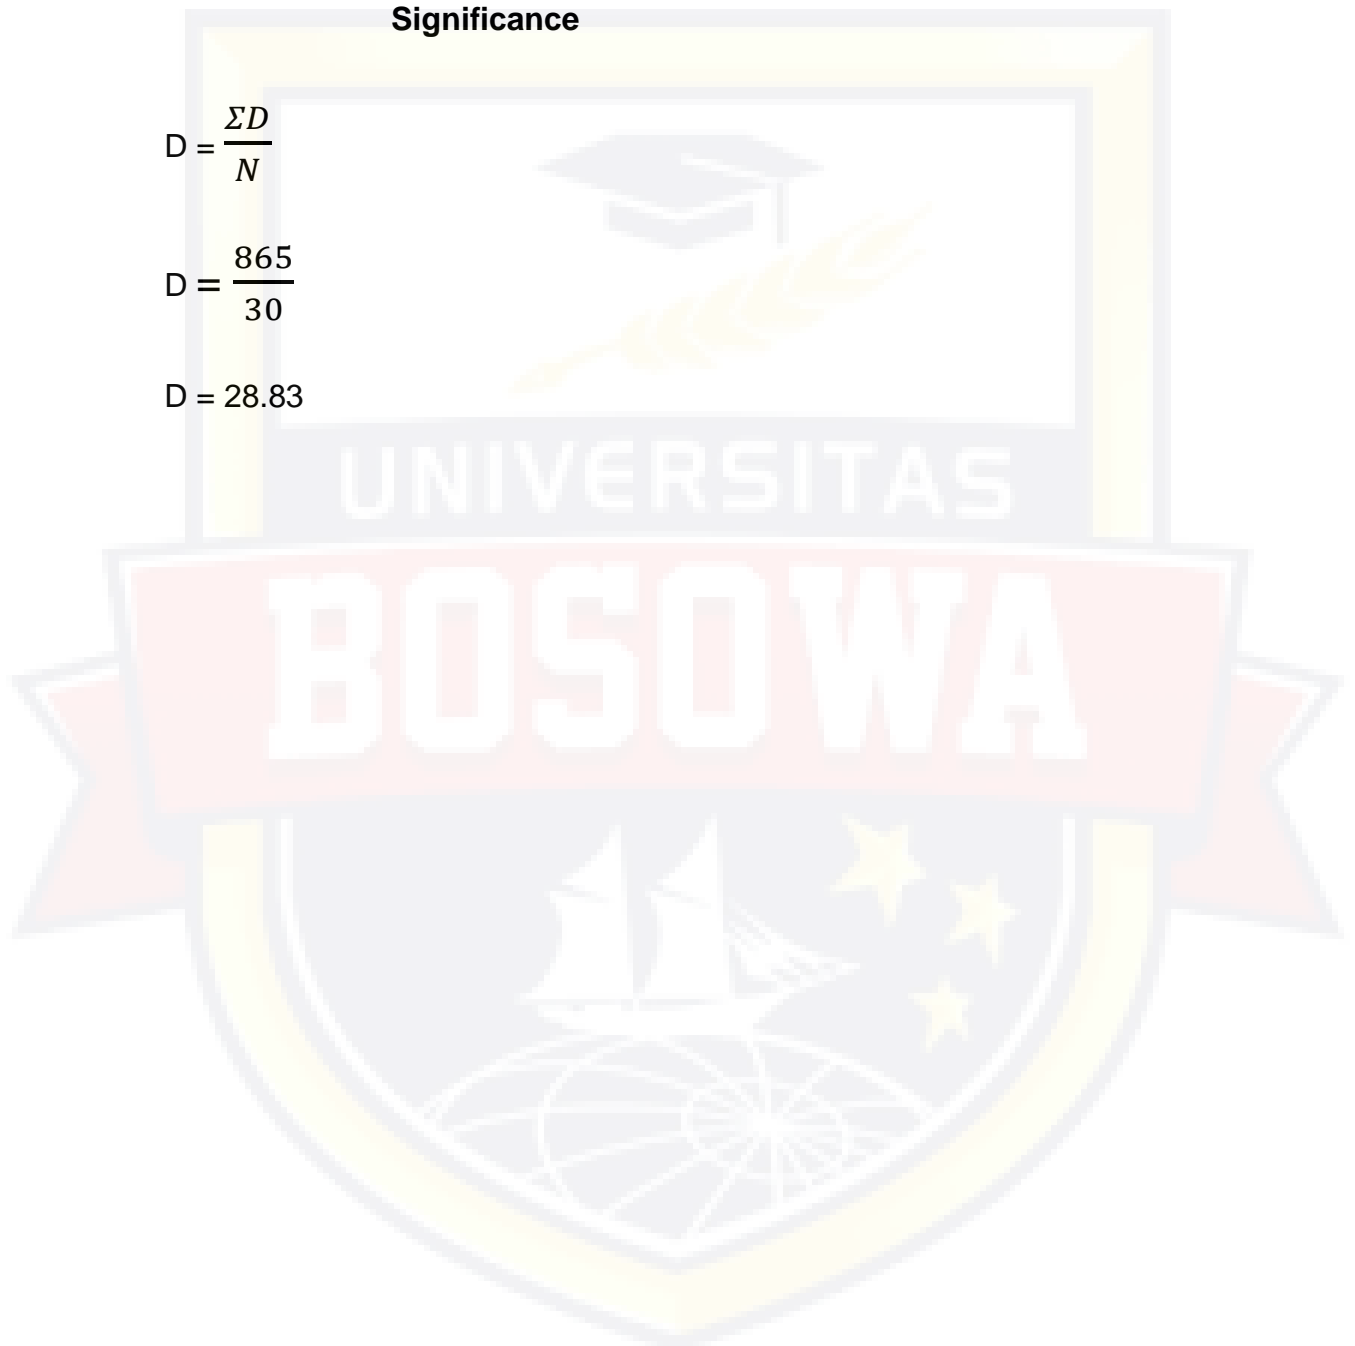 Significance
D = ΣD/N
D = 865/30
D = 28.83
UNIVERSITAS
BOSOWA